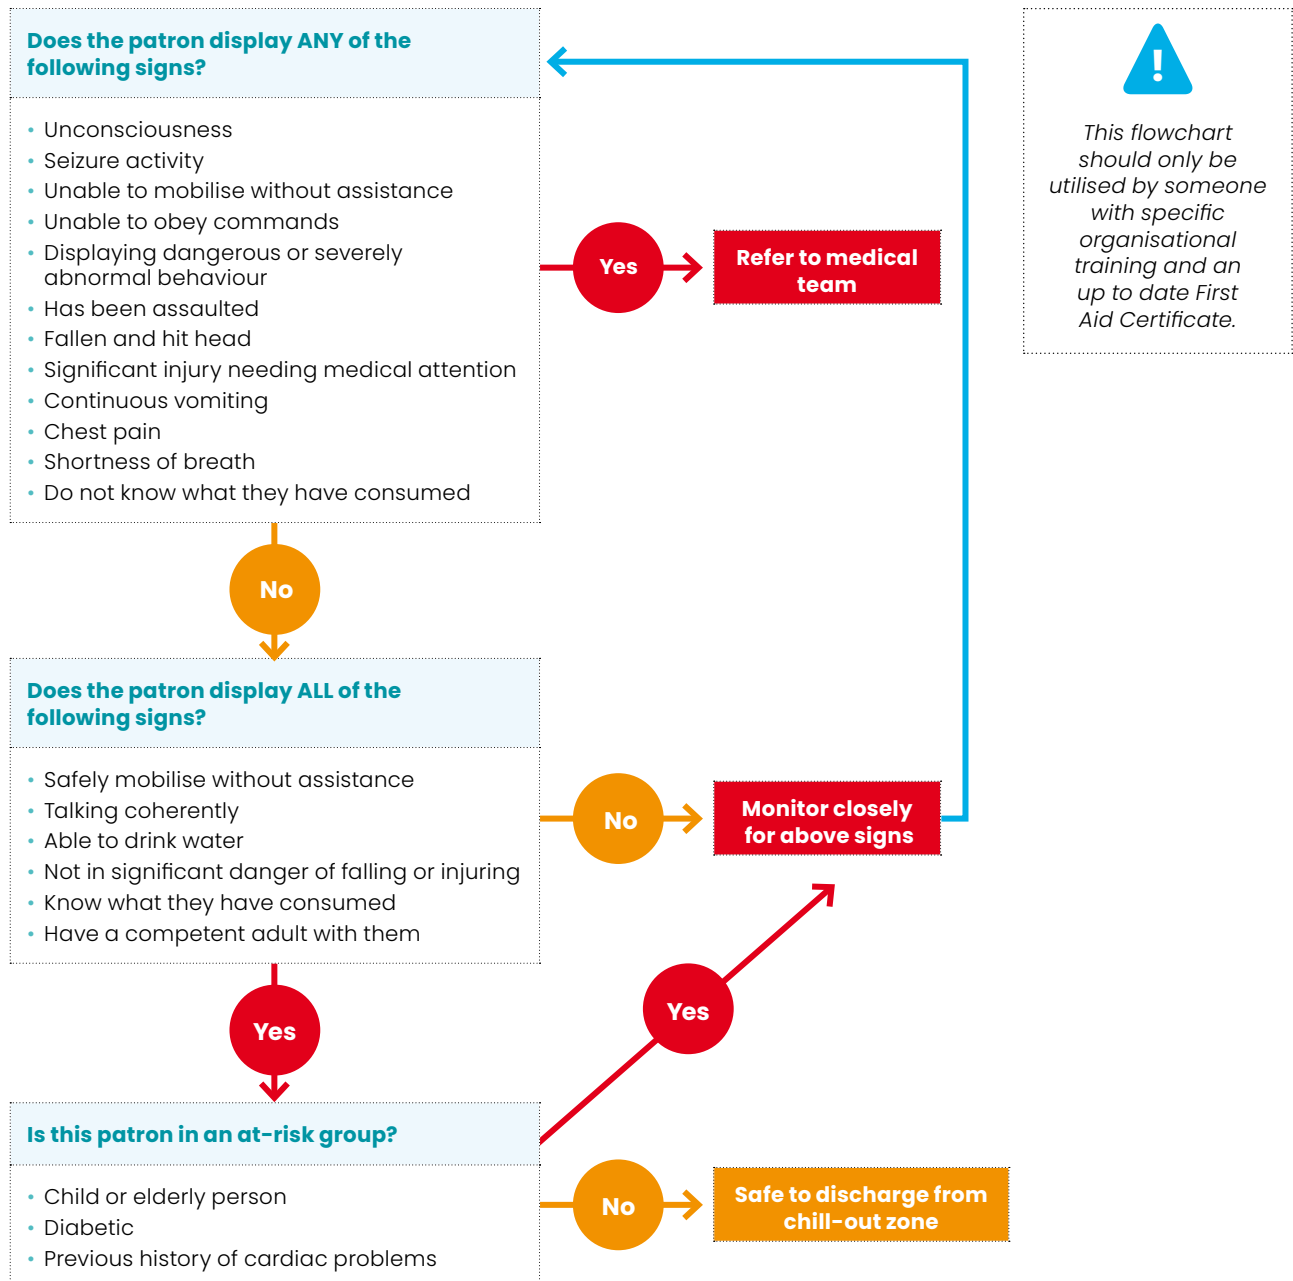 Does the patron display ANY of the
following signs?
• Unconsciousness
• Seizure activity
• Unable to mobilise without assistance
• Unable to obey commands
• Displaying dangerous or severely
abnormal behaviour
• Has been assaulted
• Fallen and hit head
• Significant injury needing medical attention
• Continuous vomiting
• Chest pain
• Shortness of breath
• Do not know what they have consumed
Yes
Refer to medical
team
!
This flowchart
should only be
utilised by someone
with specific
organisational
training and an
up to date First
Aid Certificate.
No
Does the patron display ALL of the
following signs?
• Safely mobilise without assistance
• Talking coherently
• Able to drink water
• Not in significant danger of falling or injuring
• Know what they have consumed
• Have a competent adult with them
No
Monitor closely
for above signs
Yes
Yes
Is this patron in an at-risk group?
• Child or elderly person
• Diabetic
• Previous history of cardiac problems
No
Safe to discharge from
chill-out zone